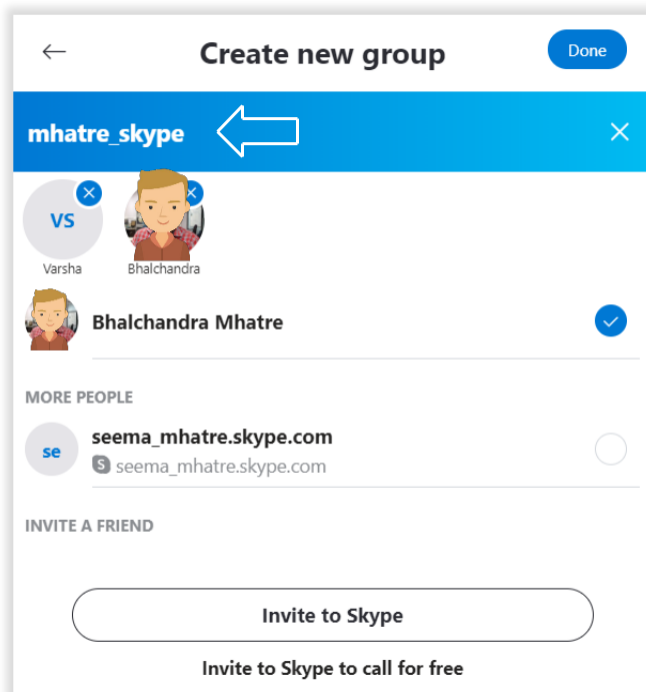 Create new group
Done
mhatre_skype
VS
Varsha
Bhalchandra
Bhalchandra Mhatre
MORE PEOPLE
se
seema_mhatre.skype.com
S seema_mhatre.skype.com
INVITE A FRIEND
Invite to Skype
Invite to Skype to call for free